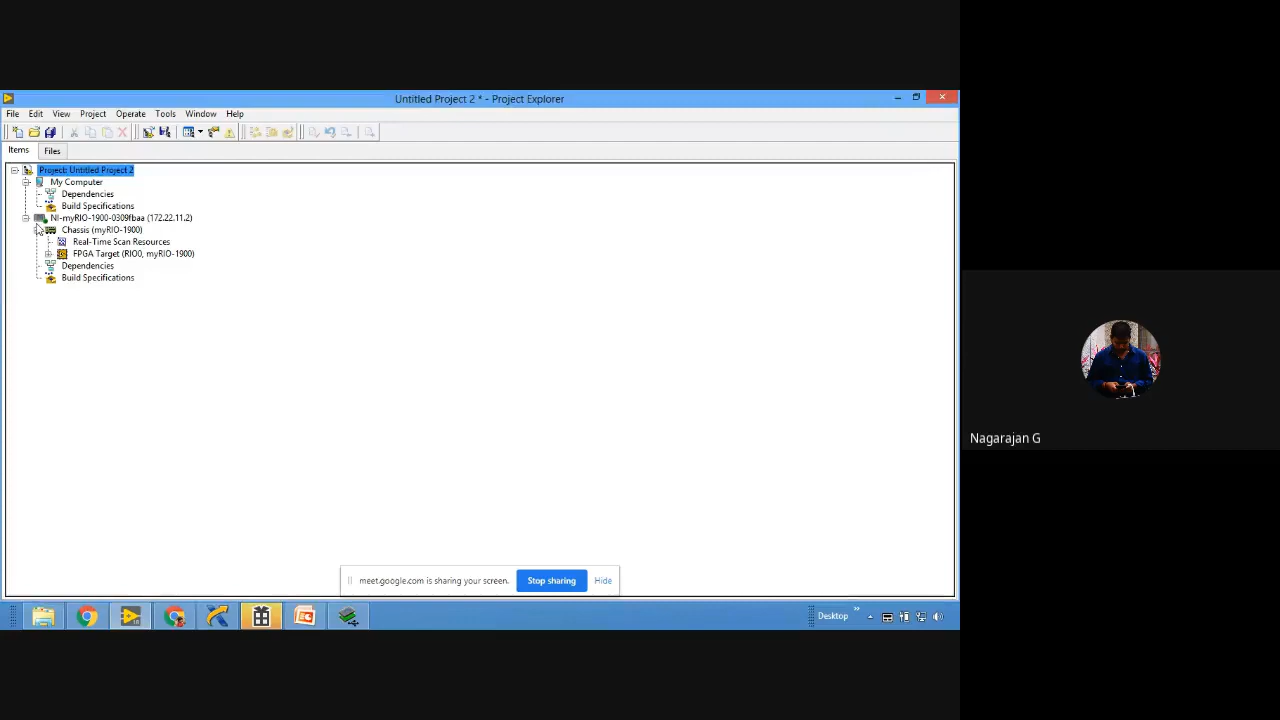 Untitled Project 2 * - Project Explorer
File Edit View Project Operate Tools Window Help
Items Files
Project: Untitled Project 2
My Computer
Dependencies
Build Specifications
NI-myRIO-1900-0309fbaa (172.22.11.2)
Chassis (myRIO-1900)
Real-Time Scan Resources
FPGA Target (RIO0, myRIO-1900)
Dependencies
Build Specifications
Nagarajan G
meet.google.com is sharing your screen. Stop sharing Hide
Desktop